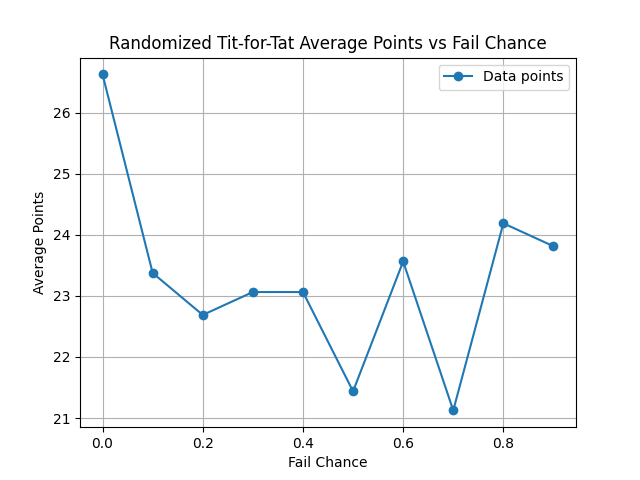 Randomized Tit-for-Tat Average Points vs Fail Chance
Data points
26
25
24
23
22
21
Average Points
0.0 0.2 0.4 0.6 0.8
Fail Chance